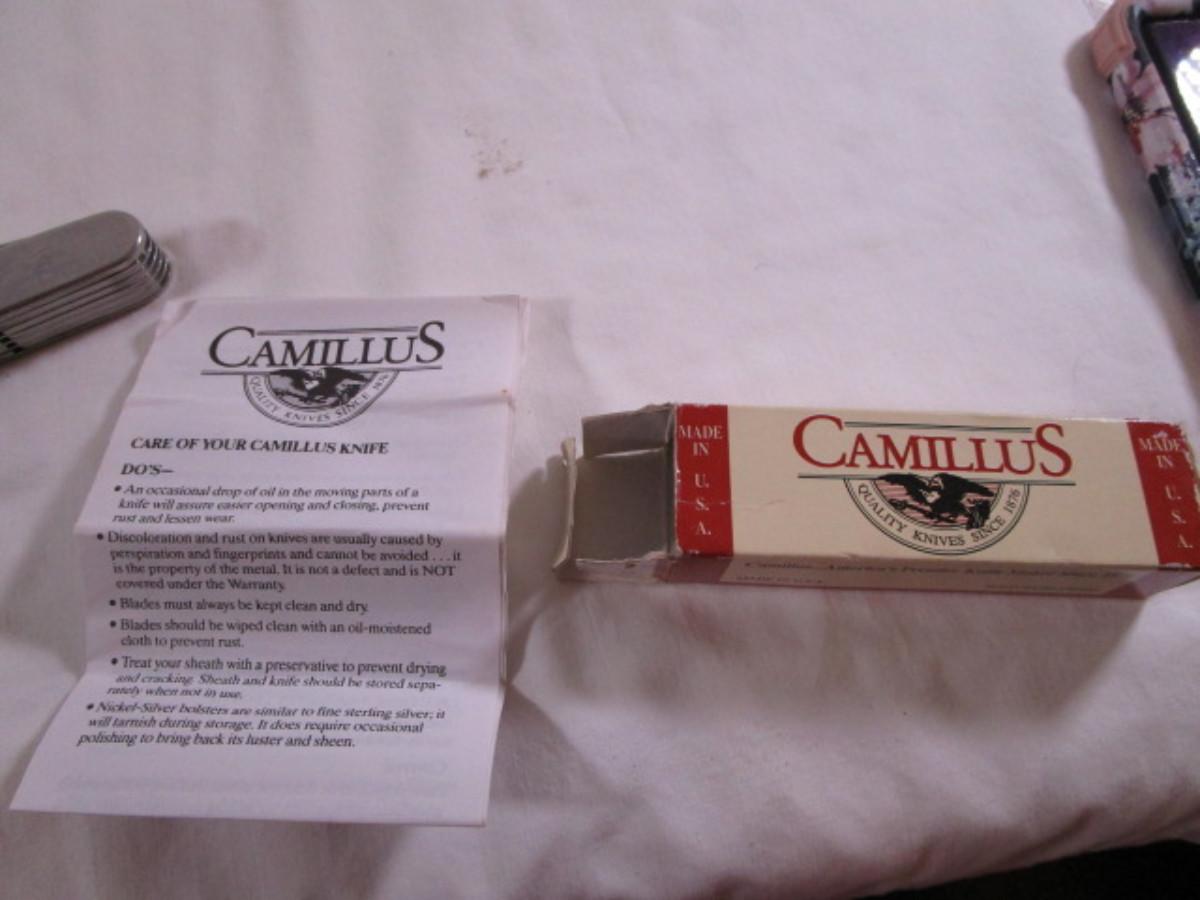 CAMILLUS
QUALITY KNIVES SINCE 1876
CARE OF YOUR CAMILLUS KNIFE
DO'S—
• An occasional drop of oil in the moving parts of a
knife will assure easier opening and closing, prevent
rust and lessen wear.
• Discoloration and rust on knives are usually caused by
perspiration and fingerprints and cannot be avoided . . . it
is the property of the metal. It is not a defect and is NOT
covered under the Warranty.
• Blades must always be kept clean and dry.
• Blades should be wiped clean with an oil-moistened
cloth to prevent rust.
• Treat your sheath with a preservative to prevent drying
and cracking. Sheath and knife should be stored sepa-
rately when not in use.
• Nickel-Silver bolsters are similar to fine sterling silver; it
will tarnish during storage. It does require occasional
polishing to bring back its luster and sheen.
MADE
IN
U.
S.
A.
CAMILLUS
QUALITY KNIVES SINCE 1876
MADE
IN
U.
S.
A.
Camillus, America's Premier Knife
MADE IN U.S.A.